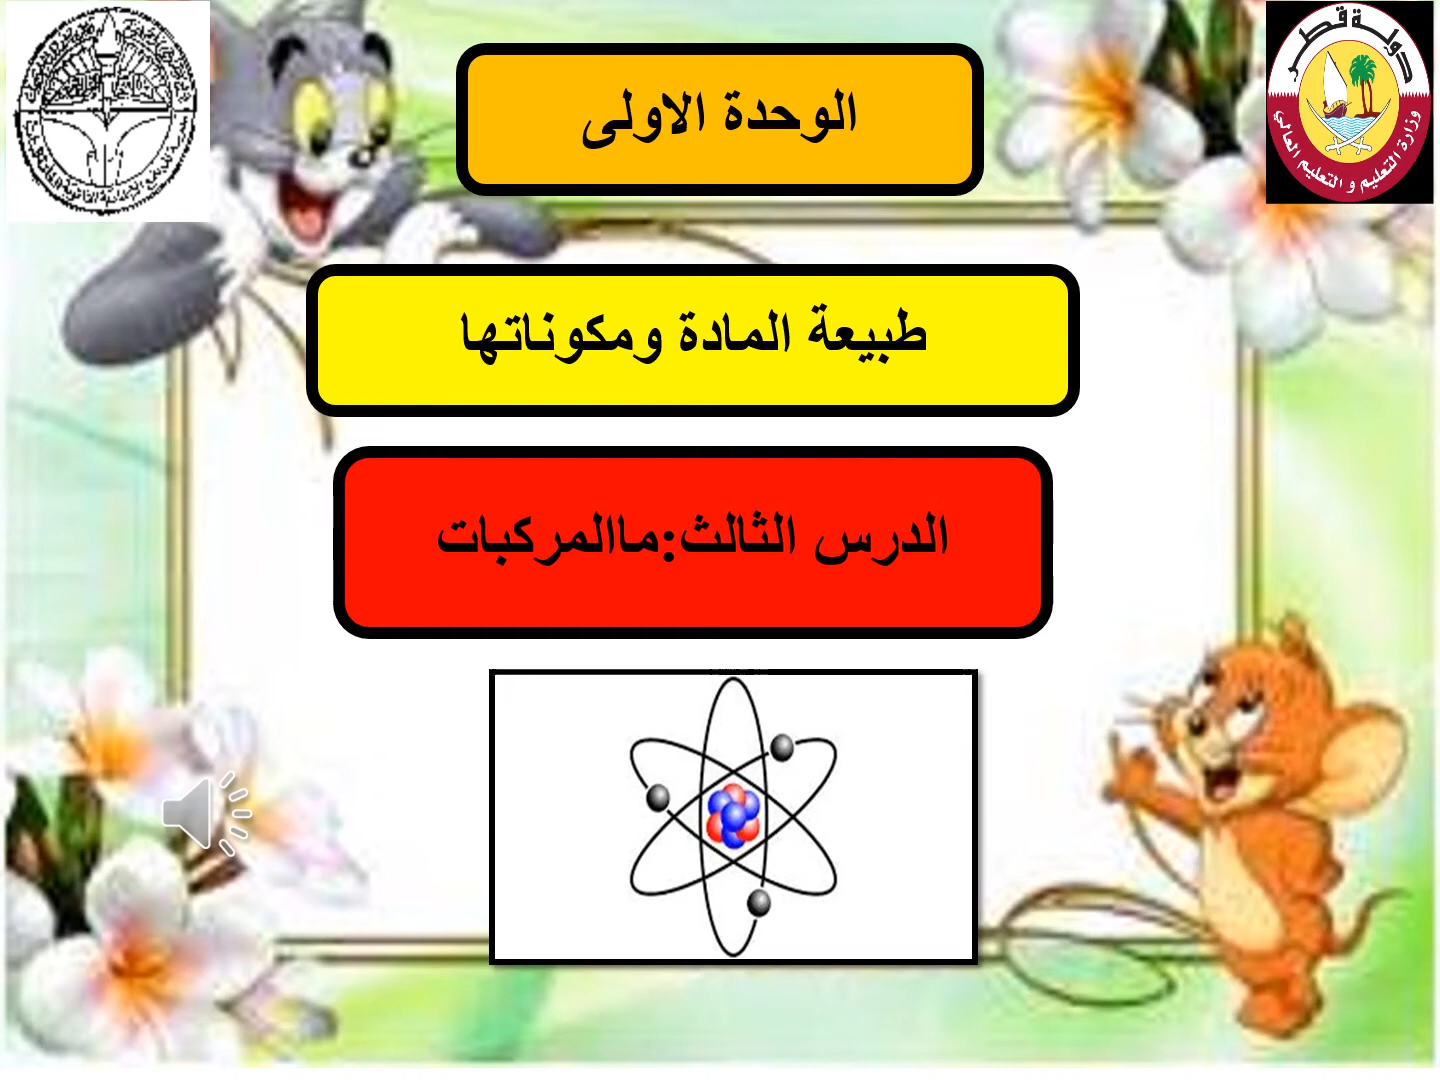 دولة قطر
وزارة التعليم و التعليم العالي
الوحدة الاولى
طبيعة المادة ومكوناتها
الدرس الثالث:ماالمركبات